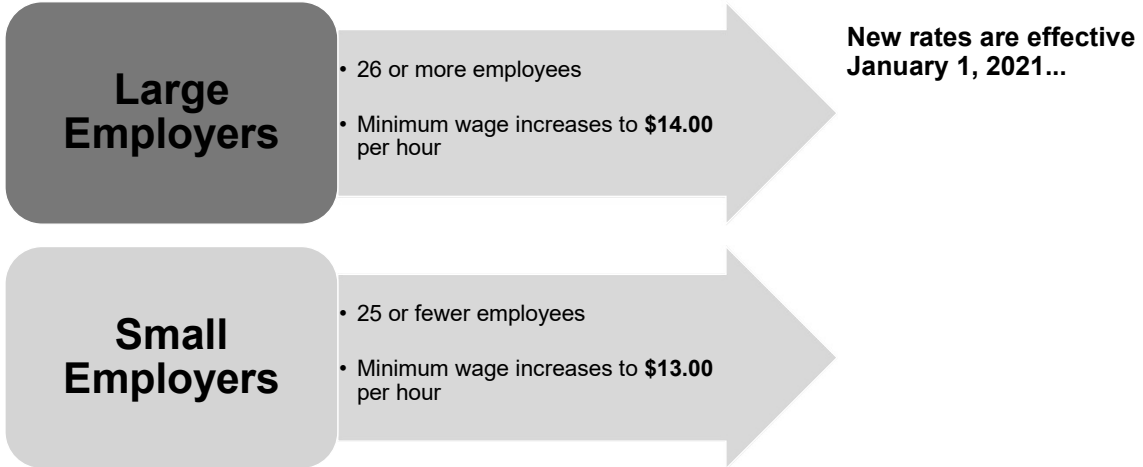 Large
Employers
• 26 or more employees
• Minimum wage increases to $14.00
per hour
New rates are effective
January 1, 2021...
Small
Employers
• 25 or fewer employees
• Minimum wage increases to $13.00
per hour